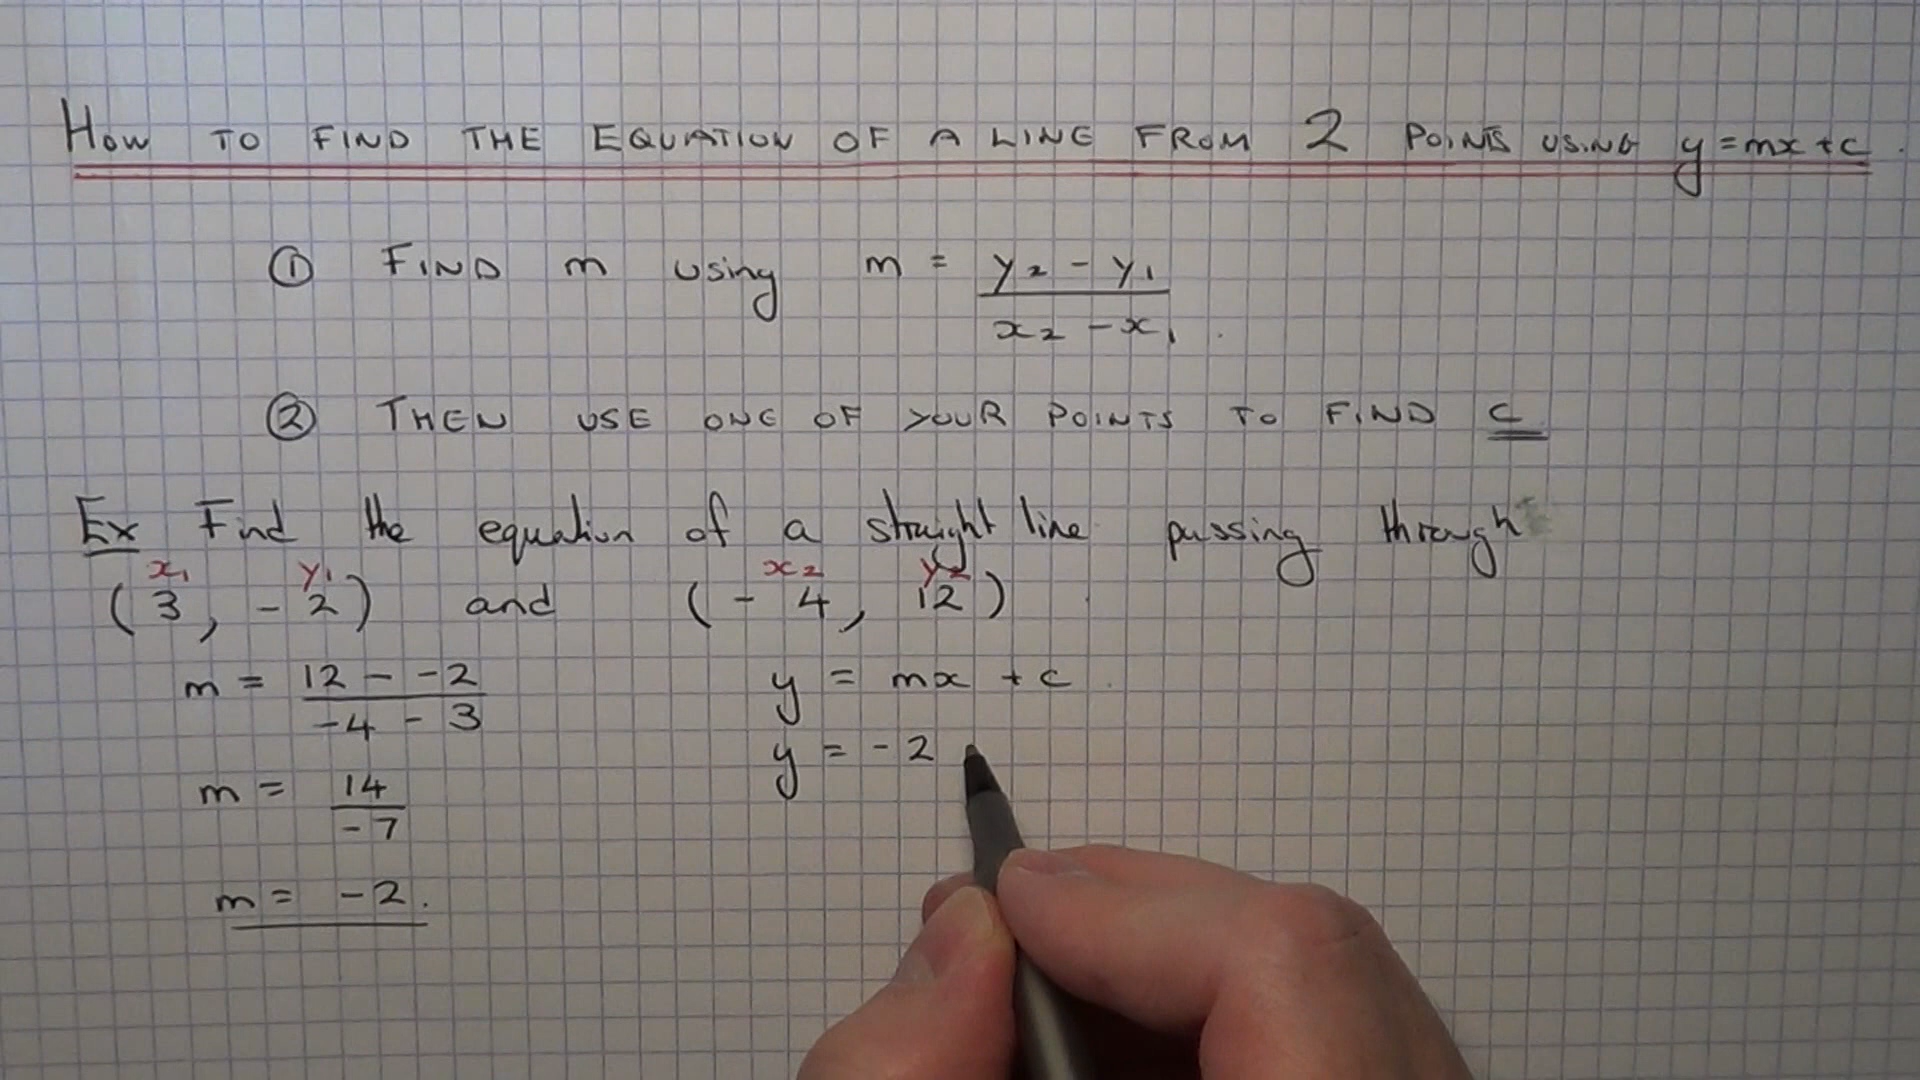 HOW TO FIND THE EQUATION OF A LINE FROM 2 POINTS USING y = mx + c.
① FIND m using m = y₂ - y₁
x₂ - x₁.
② THEN USE ONE OF YOUR POINTS TO FIND c
Ex Find the equation of a straight line passing through
x₁ y₁ x₂ y₂
(3, -2) and (-4, 12)
m = 12 - -2
-4 - 3
m = 14
-7
m = -2.
y = mx + c.
y = -2